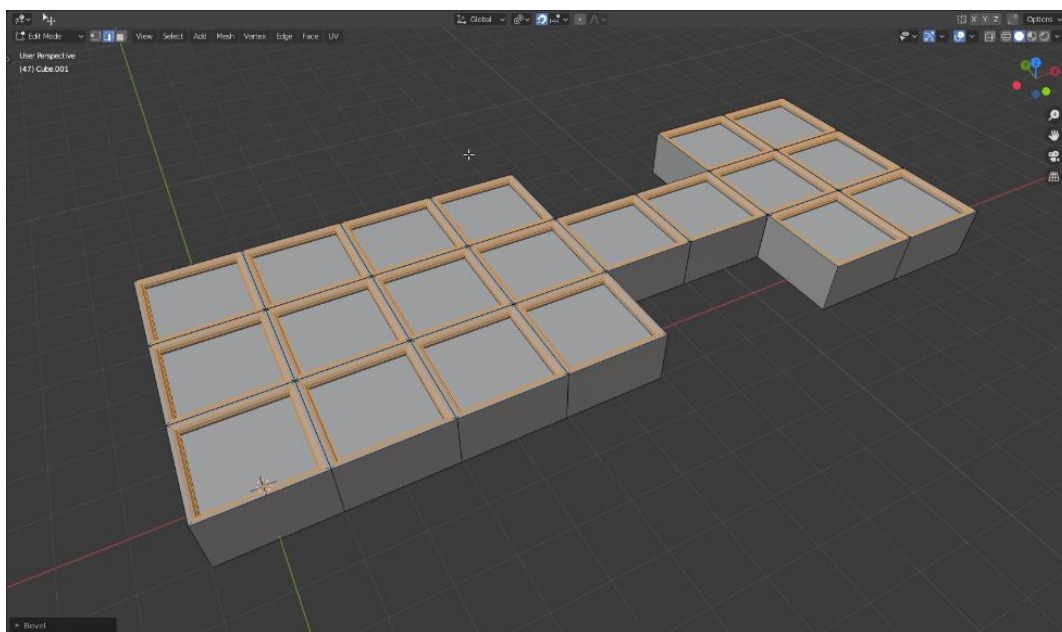 Global
X Y Z
Options
Edit Mode
View Select Add Mesh Vertex Edge Face UV
User Perspective
(47) Cube.001
Z
Bevel